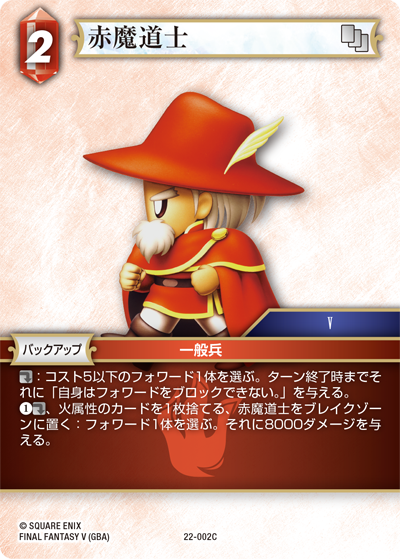 2
赤魔道士
V
バックアップ
一般兵
：コスト5以下のフォワード1体を選ぶ。ターン終了時までそ
れに「自身はフォワードをブロックできない。」を与える。
❶、火属性のカードを1枚捨てる、赤魔道士をブレイクゾー
ンに置く：フォワード1体を選ぶ。それに8000ダメージを与
える。
© SQUARE ENIX
FINAL FANTASY V (GBA)
22-002C